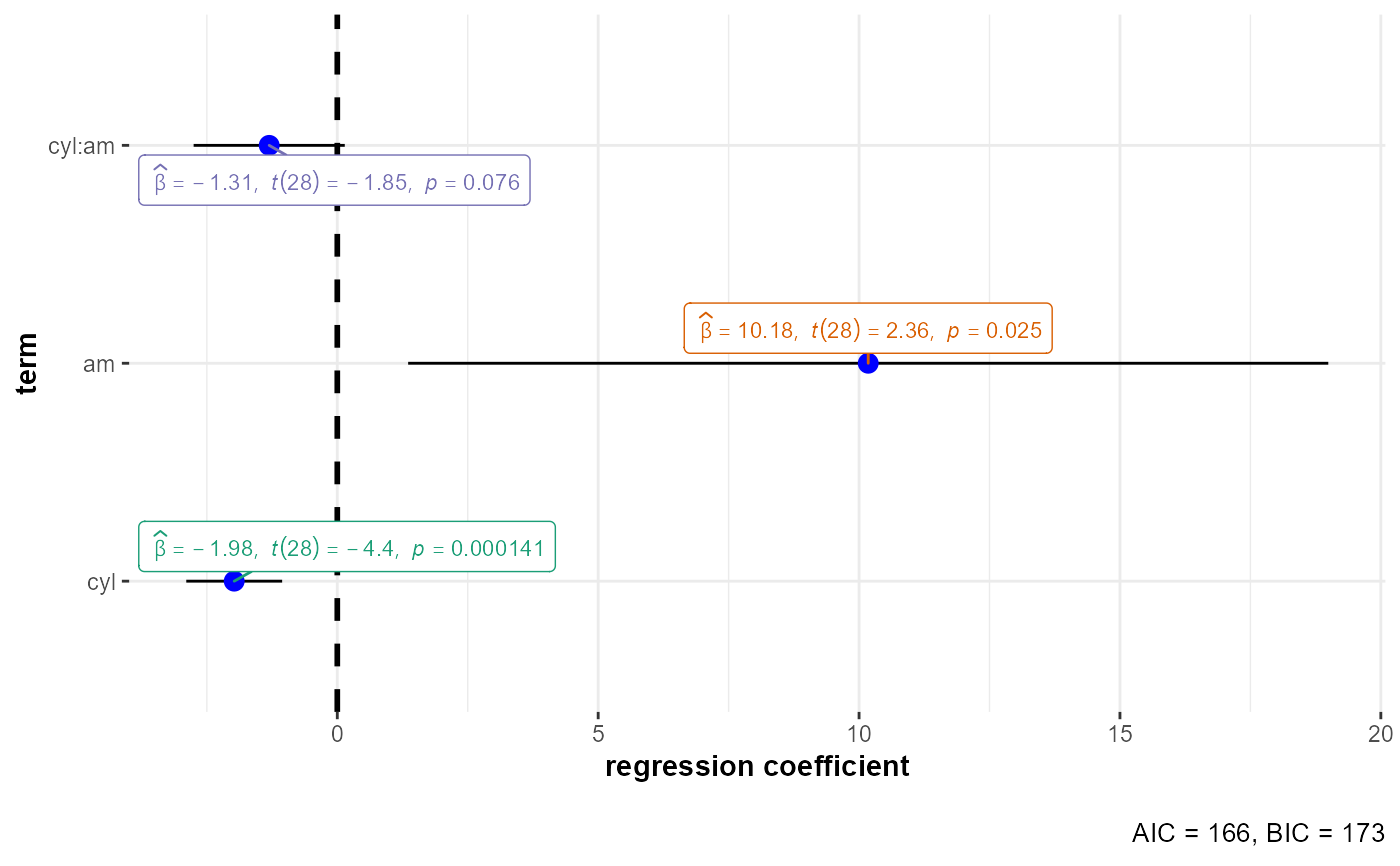 cyl:am
β̂ = − 1.31, t(28) = − 1.85, p = 0.076
β̂ = 10.18, t(28) = 2.36, p = 0.025
term
am
β̂ = − 1.98, t(28) = − 4.4, p = 0.000141
cyl
0 5 10 15 20
regression coefficient
AIC = 166, BIC = 173